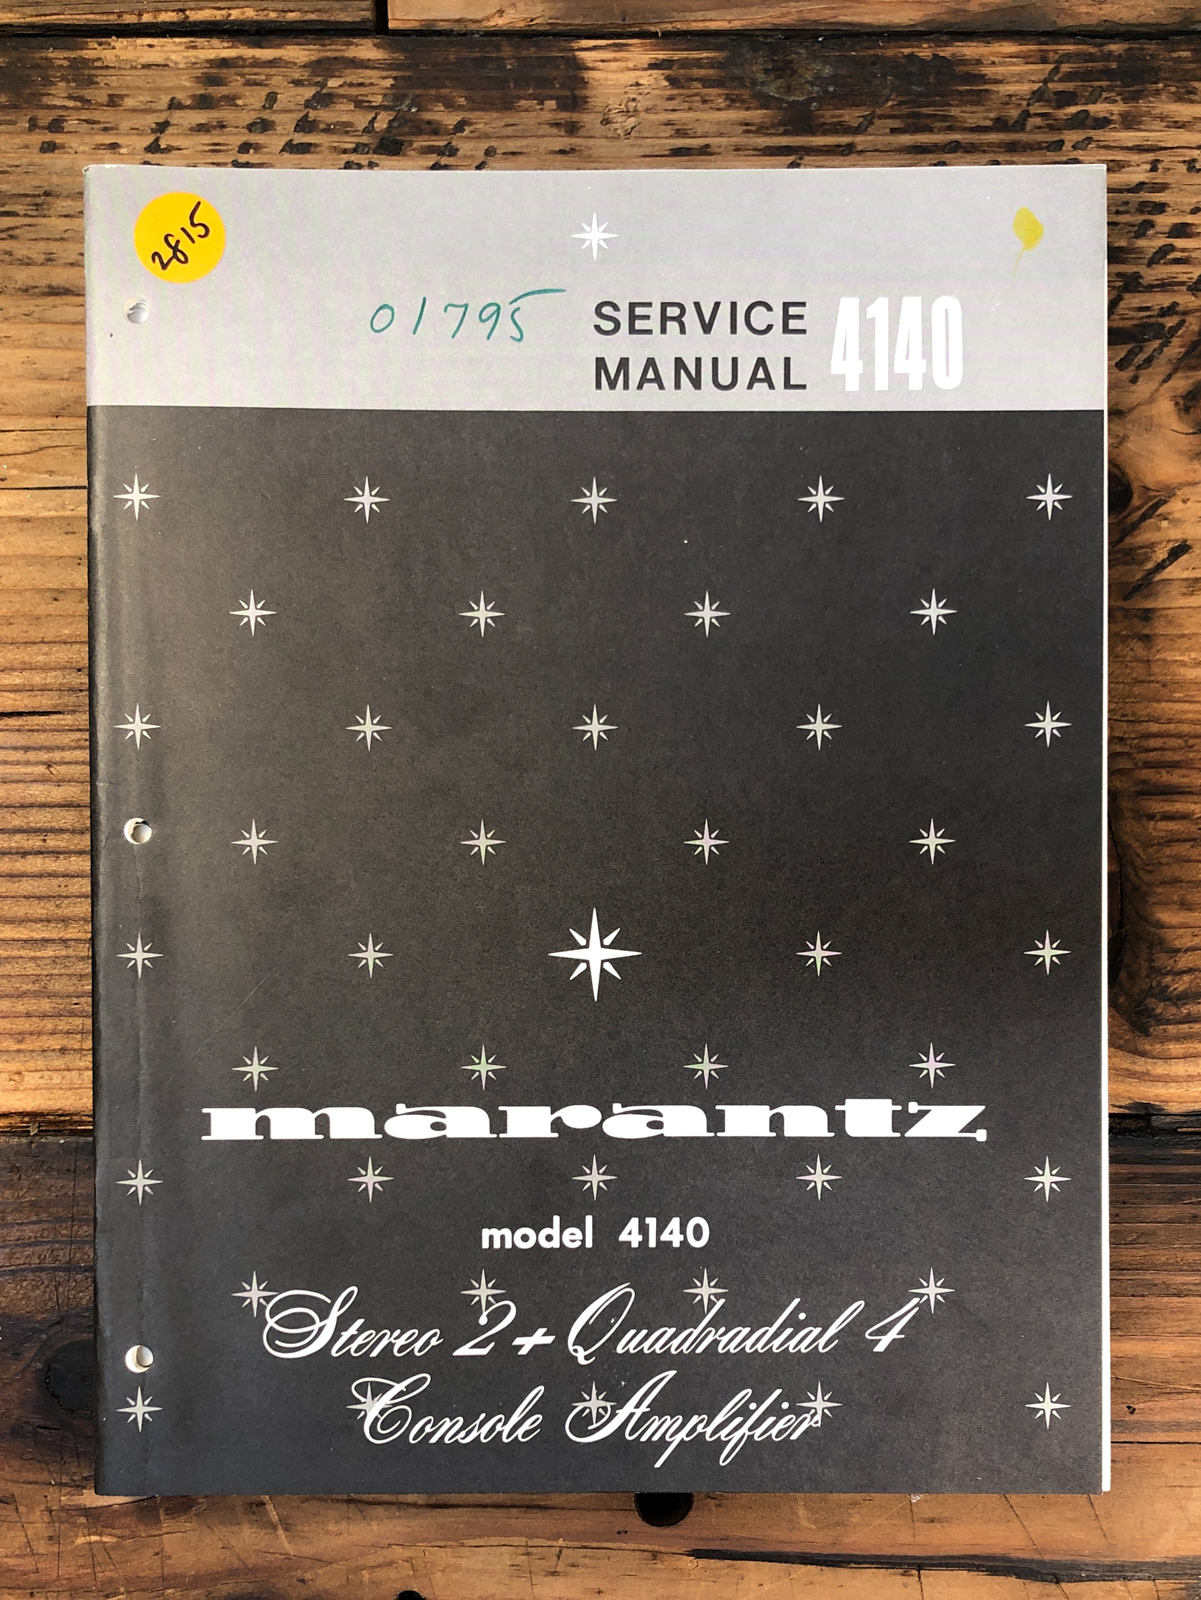 2815
01795
SERVICE
MANUAL 4140
marantz
model 4140
Stereo 2 + Quadradial 4
Console Amplifier